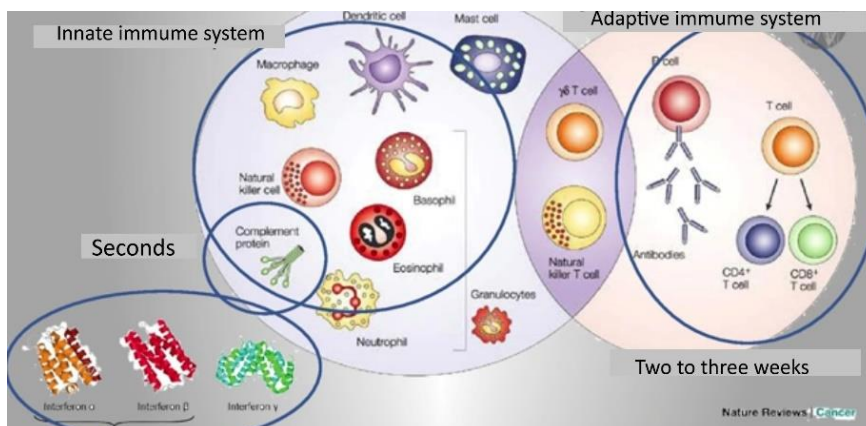 Innate immume system
Adaptive immume system
Dendritic cell
Mast cell
Macrophage
B cell
γδ T cell
T cell
Natural
killer cell
Basophil
Seconds
Complement
protein
Eosinophil
Natural
killer T cell
Antibodies
CD4+
T cell
CD8+
T cell
Granulocytes
Neutrophil
Two to three weeks
Interferon α
Interferon β
Interferon γ
Nature Reviews | Cancer